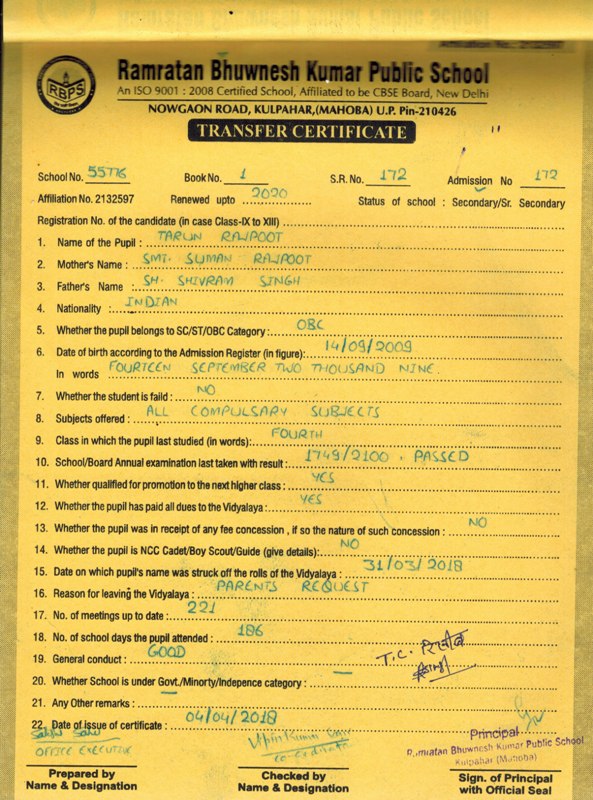 Affiliation No. 2132597
RBPS
Ramratan Bhuwnesh Kumar Public School
An ISO 9001 : 2008 Certified School, Affiliated to be CBSE Board, New Delhi
NOWGAON ROAD, KULPAHAR,(MAHOBA) U.P. Pin-210426
TRANSFER CERTIFICATE
School No. 55776 Book No. 1 S.R. No. 172 Admission No 172
Affiliation No. 2132597 Renewed upto 2020 Status of school : Secondary/Sr. Secondary
Registration No. of the candidate (in case Class-IX to XIII)
1. Name of the Pupil : TARUN RAJPOOT
2. Mother's Name : SMT. SUMAN RAJPOOT
3. Father's Name : SH. SHIVRAM SINGH
4. Nationality : INDIAN
5. Whether the pupil belongs to SC/ST/OBC Category : OBC
6. Date of birth according to the Admission Register (in figure): 14/09/2009
In words FOURTEEN SEPTEMBER TWO THOUSAND NINE.
7. Whether the student is faild : NO
8. Subjects offered : ALL COMPULSARY SUBJECTS
9. Class in which the pupil last studied (in words): FOURTH
10. School/Board Annual examination last taken with result : 1749/2100 . PASSED
11. Whether qualified for promotion to the next higher class : YES
12. Whether the pupil has paid all dues to the Vidyalaya : YES
13. Whether the pupil was in receipt of any fee concession , if so the nature of such concession : NO
14. Whether the pupil is NCC Cadet/Boy Scout/Guide (give details): NO
15. Date on which pupil's name was struck off the rolls of the Vidyalaya : 31/03/2018
16. Reason for leaving the Vidyalaya : PARENTS REQUEST
17. No. of meetings up to date : 221
18. No. of school days the pupil attended : 186
19. General conduct : GOOD
T.C. रिसीव
20. Whether School is under Govt./Minorty/Indepence category : —
21. Any Other remarks : —
22. Date of issue of certificate : 04/04/2018
OFFICE EXECUTIVE
Principal
Ramratan Bhuwnesh Kumar Public School
Kulpahar (Mahoba)
Prepared by
Name & Designation
Checked by
Name & Designation
Sign. of Principal
with Official Seal